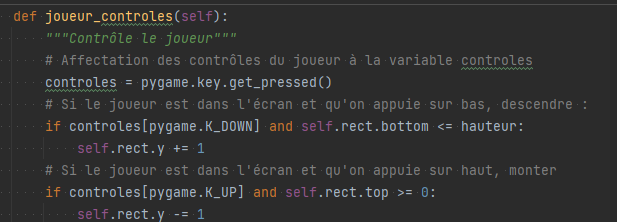 def joueur_controles(self):
"""Contrôle le joueur"""
# Affectation des contrôles du joueur à la variable controles
controles = pygame.key.get_pressed()
# Si le joueur est dans l'écran et qu'on appuie sur bas, descendre :
if controles[pygame.K_DOWN] and self.rect.bottom <= hauteur:
self.rect.y += 1
# Si le joueur est dans l'écran et qu'on appuie sur haut, monter
if controles[pygame.K_UP] and self.rect.top >= 0:
self.rect.y -= 1